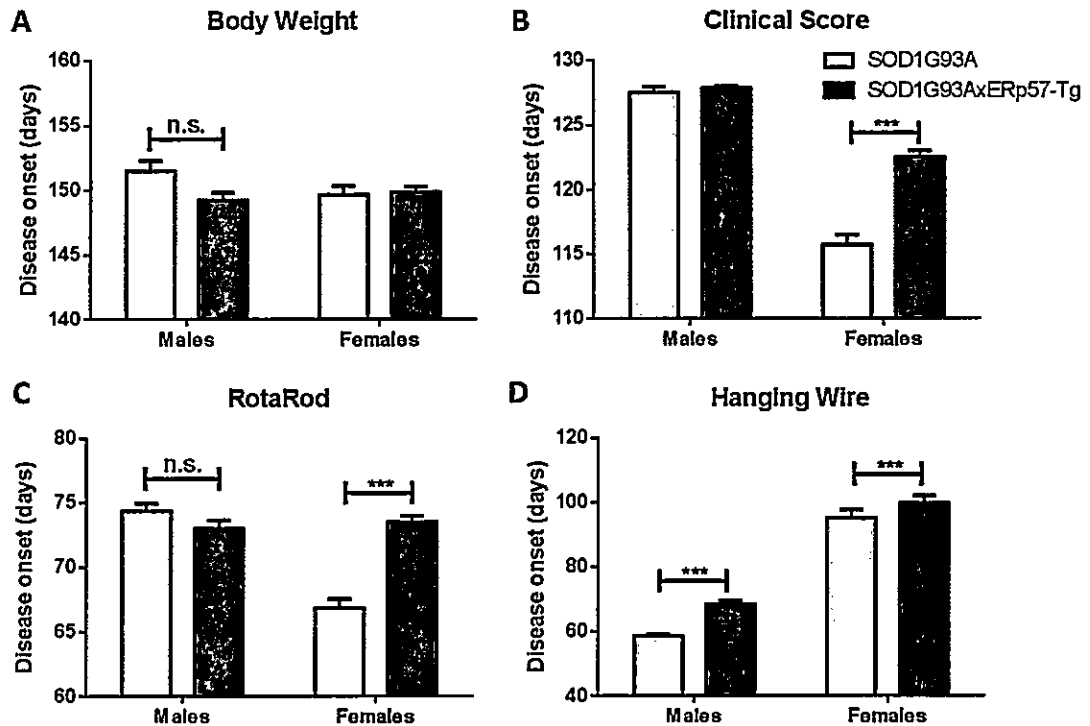 A
Body Weight
Disease onset (days)
160
155
150
145
140
n.s.
Males
Females
B
Clinical Score
Disease onset (days)
130
125
120
115
110
SOD1G93A
SOD1G93AxERp57-Tg
***
Males
Females
C
RotaRod
Disease onset (days)
80
75
70
65
60
n.s.
***
Males
Females
D
Hanging Wire
Disease onset (days)
120
100
80
60
40
***
***
Males
Females